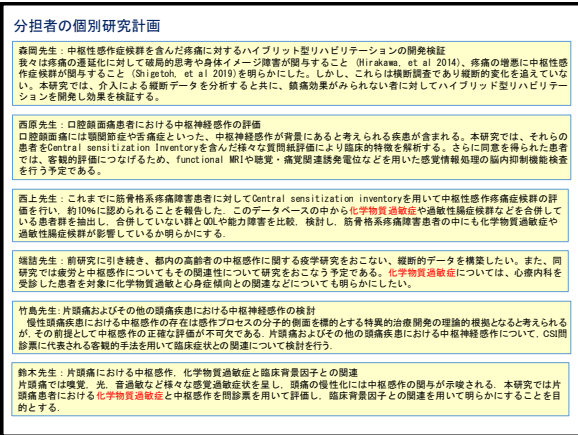 分担者の個別研究計画
森岡先生：中枢性感作症候群を含んだ疼痛に対するハイブリット型リハビリテーションの開発検証
我々は疼痛の遷延化に対して破局的思考や身体イメージ障害が関与すること（Hirakawa, et al 2014)、疼痛の増悪に中枢性感
作症候群が関与すること（Shigetoh, et al 2019)を明らかにした。しかし、これらは横断調査であり縦断的変化を追えていな
い。本研究では、介入による縦断データを分析すると共に、鎮痛効果がみられない者に対してハイブリッド型リハビリテー
ションを開発し効果を検証する。
西原先生：口腔顔面痛患者における中枢神経感作の評価
口腔顔面痛には顎関節症や舌痛症といった、中枢神経感作が背景にあると考えられる疾患が含まれる。本研究では、それらの
患者をCentral Sensitization Inventoryを含んだ様々な質問紙評価により臨床的特徴を解析する。さらに同意を得られた患者
では、客観的評価につなげるため、functional MRIや聴覚・痛覚関連誘発電位などを用いた感覚情報処理の脳内抑制機能検査
を行う予定である。
西上先生：これまでに筋骨格系疼痛障害患者に対してCentral sensitization inventoryを用いて中枢性感作疼痛症候群の評
価を行い，約10%に認められることを報告した．このデータベースの中から化学物質過敏症や過敏性腸症候群などを合併してい
る患者群を抽出し，合併していない群とQOLや能力障害を比較，検討し，筋骨格系疼痛障害患者の中にも化学物質過敏症や
過敏性腸症候群が影響しているか明らかにする．
端詰先生：前研究に引き続き、都内の高齢者の中枢感作に関する疫学研究をおこない、縦断的データを構築したい。また、同
研究では疲労と中枢感作についてもその関連性について研究をおこなう予定である。化学物質過敏症については、心療内科を
受診した患者を対象に化学物質過敏と心身症傾向との関連などについても明らかにしたい。
竹島先生：片頭痛およびその他の頭痛疾患における中枢神経感作の検討
慢性頭痛疾患における中枢感作の存在は感作プロセスの分子的側面を標的とする特異的治療開発の理論的根拠となると考えられる
が，その前提として中枢感作の正確な評価が不可欠である．片頭痛およびその他の頭痛疾患における中枢神経感作について，CSI問
診票に代表される客観的手法を用いて臨床症状との関連について検討を行う．
鈴木先生：片頭痛における中枢感作，化学物質過敏症と臨床背景因子との関連
片頭痛では嗅覚，光，音過敏など様々な感覚過敏症状を呈し，頭痛の慢性化には中枢感作の関与が示唆される．本研究では片
頭痛患者における化学物質過敏症と中枢感作を問診票を用いて評価し，臨床背景因子との関連を用いて明らかにすることを目
的とする．